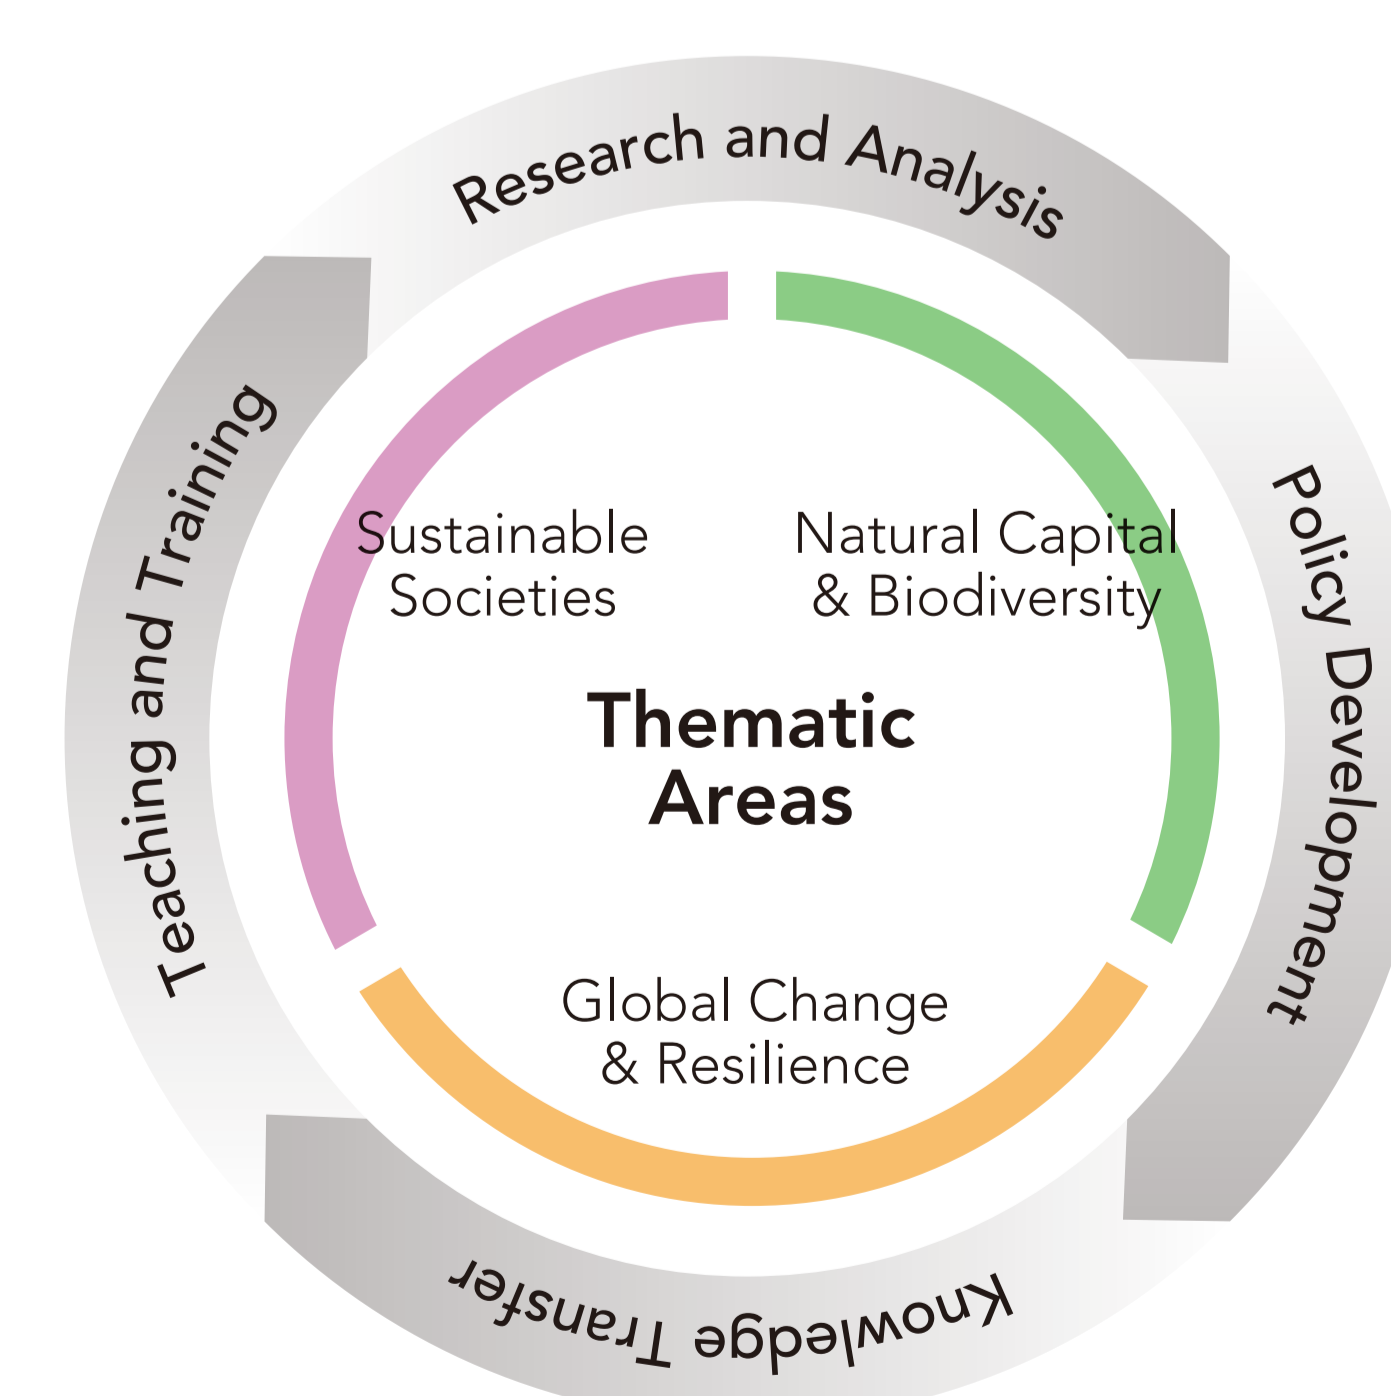 Research and Analysis
Policy Development
Knowledge Transfer
Teaching and Training
Sustainable
Societies
Natural Capital
& Biodiversity
Thematic
Areas
Global Change
& Resilience